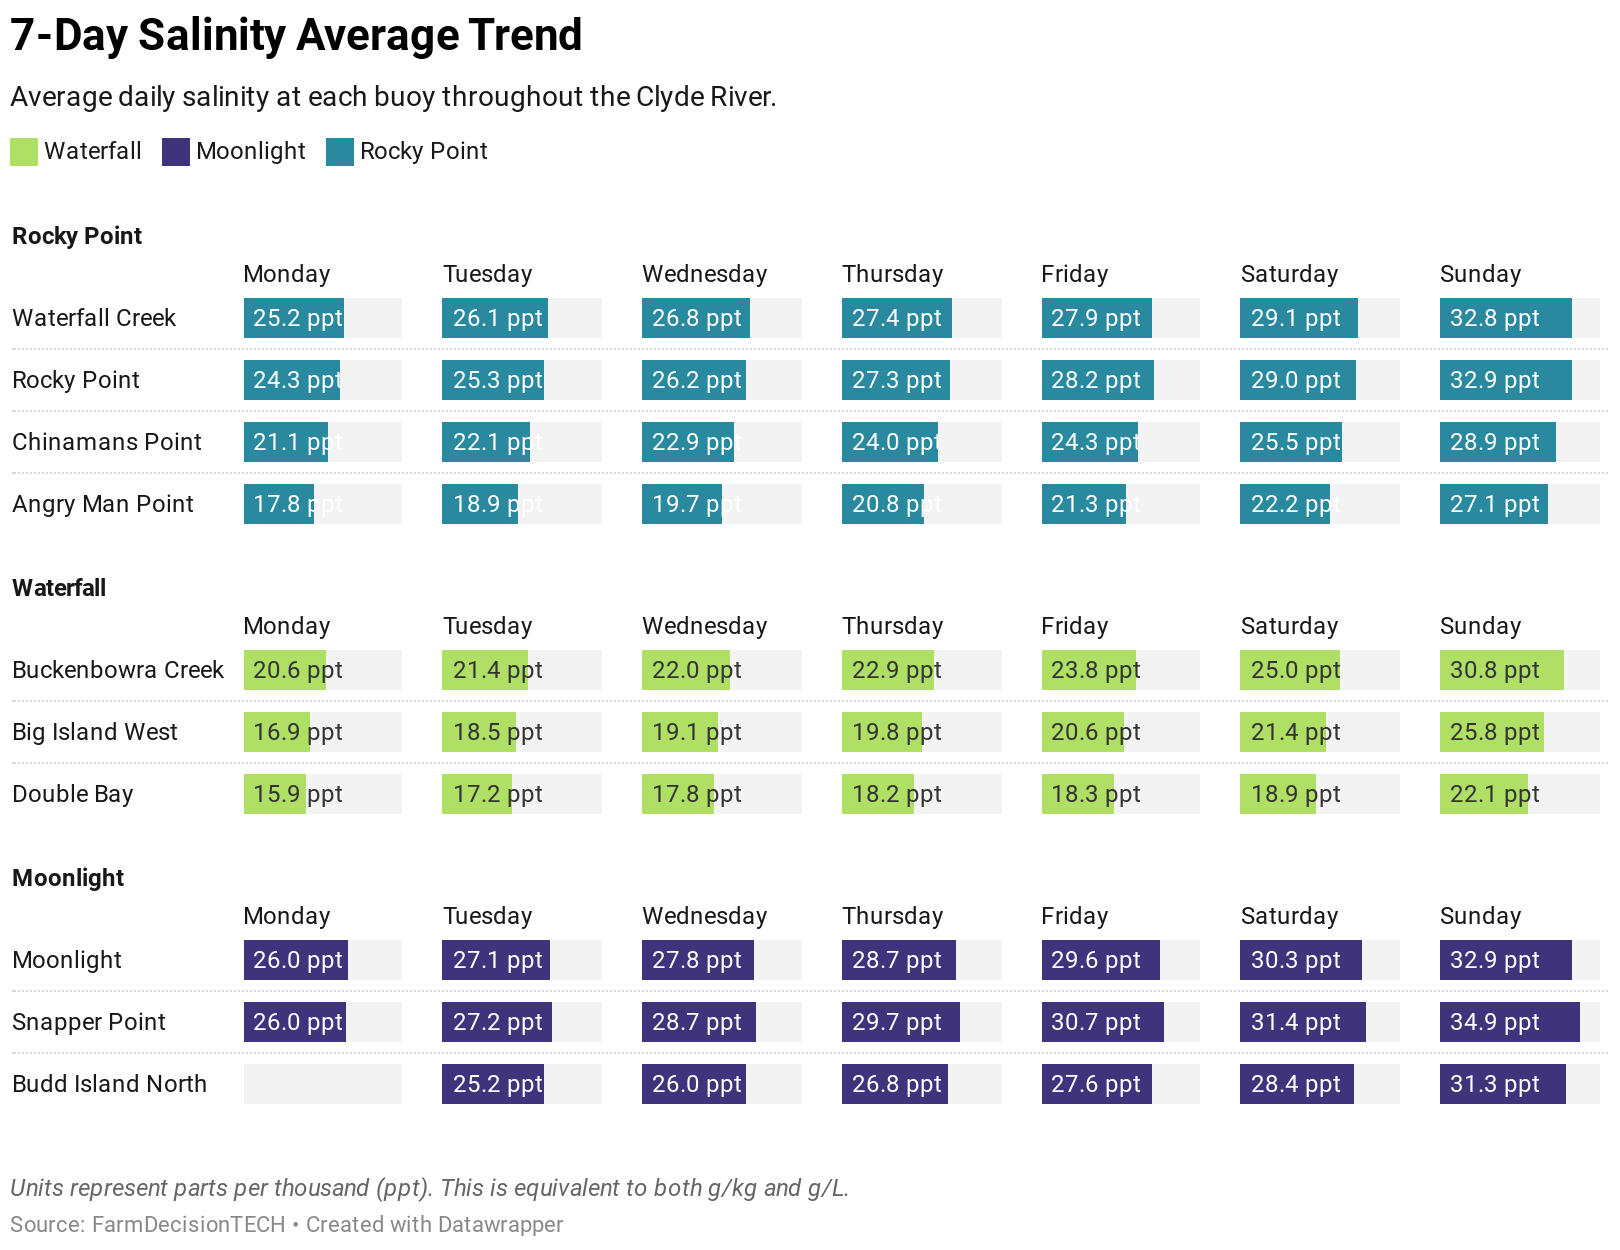 7-Day Salinity Average Trend
Average daily salinity at each buoy throughout the Clyde River.
Waterfall Moonlight Rocky Point
Rocky Point
Monday Tuesday Wednesday Thursday Friday Saturday Sunday
Waterfall Creek 25.2 ppt 26.1 ppt 26.8 ppt 27.4 ppt 27.9 ppt 29.1 ppt 32.8 ppt
Rocky Point 24.3 ppt 25.3 ppt 26.2 ppt 27.3 ppt 28.2 ppt 29.0 ppt 32.9 ppt
Chinamans Point 21.1 ppt 22.1 ppt 22.9 ppt 24.0 ppt 24.3 ppt 25.5 ppt 28.9 ppt
Angry Man Point 17.8 ppt 18.9 ppt 19.7 ppt 20.8 ppt 21.3 ppt 22.2 ppt 27.1 ppt
Waterfall
Monday Tuesday Wednesday Thursday Friday Saturday Sunday
Buckenbowra Creek 20.6 ppt 21.4 ppt 22.0 ppt 22.9 ppt 23.8 ppt 25.0 ppt 30.8 ppt
Big Island West 16.9 ppt 18.5 ppt 19.1 ppt 19.8 ppt 20.6 ppt 21.4 ppt 25.8 ppt
Double Bay 15.9 ppt 17.2 ppt 17.8 ppt 18.2 ppt 18.3 ppt 18.9 ppt 22.1 ppt
Moonlight
Monday Tuesday Wednesday Thursday Friday Saturday Sunday
Moonlight 26.0 ppt 27.1 ppt 27.8 ppt 28.7 ppt 29.6 ppt 30.3 ppt 32.9 ppt
Snapper Point 26.0 ppt 27.2 ppt 28.7 ppt 29.7 ppt 30.7 ppt 31.4 ppt 34.9 ppt
Budd Island North 25.2 ppt 26.0 ppt 26.8 ppt 27.6 ppt 28.4 ppt 31.3 ppt
Units represent parts per thousand (ppt). This is equivalent to both g/kg and g/L.
Source: FarmDecisionTECH • Created with Datawrapper